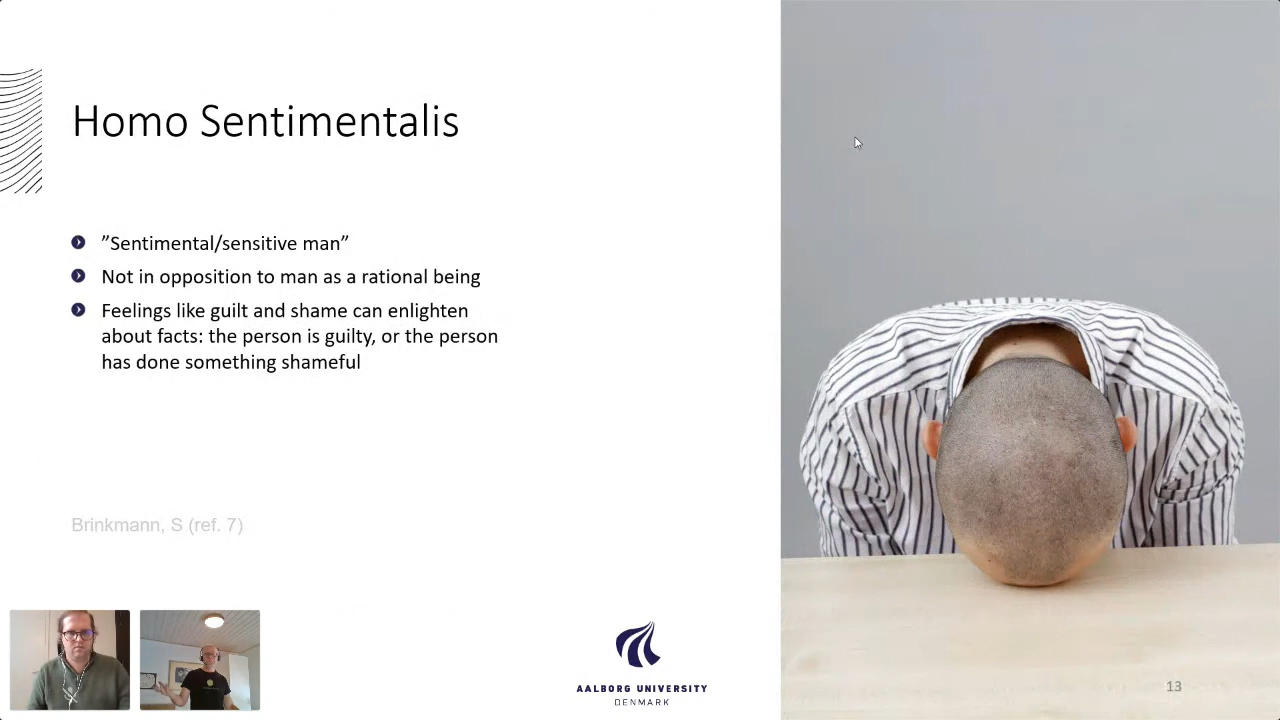 Homo Sentimentalis
”Sentimental/sensitive man”
Not in opposition to man as a rational being
Feelings like guilt and shame can enlighten
about facts: the person is guilty, or the person
has done something shameful
Brinkmann, S (ref. 7)
AALBORG UNIVERSITY
DENMARK
13